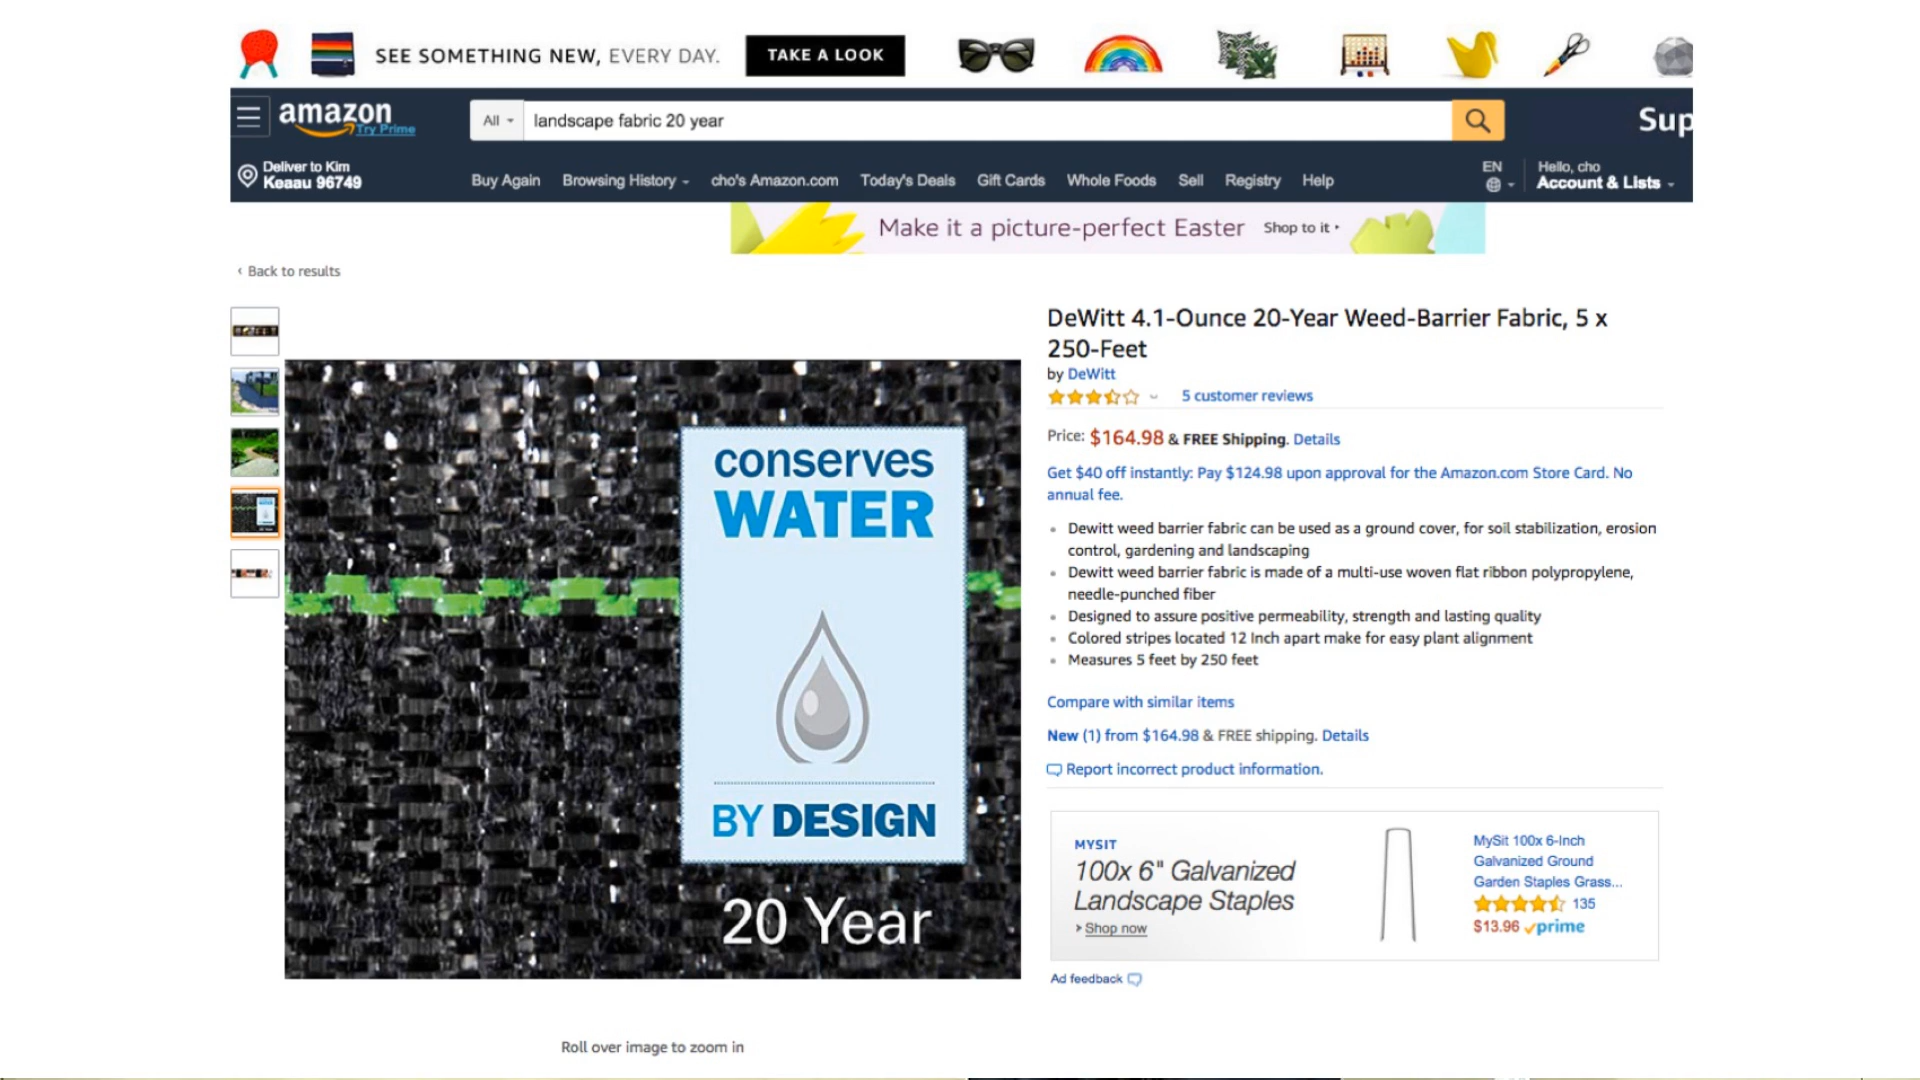 SEE SOMETHING NEW, EVERY DAY. TAKE A LOOK
amazon
Try Prime
All landscape fabric 20 year
Sup
Deliver to Kim
Keaau 96749
Buy Again Browsing History cho's Amazon.com Today's Deals Gift Cards Whole Foods Sell Registry Help
EN
Hello, cho
Account & Lists
Make it a picture-perfect Easter Shop to it
‹ Back to results
conserves
WATER
BY DESIGN
20 Year
Roll over image to zoom in
DeWitt 4.1-Ounce 20-Year Weed-Barrier Fabric, 5 x
250-Feet
by DeWitt
5 customer reviews
Price: $164.98 & FREE Shipping. Details
Get $40 off instantly: Pay $124.98 upon approval for the Amazon.com Store Card. No
annual fee.
Dewitt weed barrier fabric can be used as a ground cover, for soil stabilization, erosion
control, gardening and landscaping
Dewitt weed barrier fabric is made of a multi-use woven flat ribbon polypropylene,
needle-punched fiber
Designed to assure positive permeability, strength and lasting quality
Colored stripes located 12 Inch apart make for easy plant alignment
Measures 5 feet by 250 feet
Compare with similar items
New (1) from $164.98 & FREE shipping. Details
Report incorrect product information.
MYSIT
100x 6" Galvanized
Landscape Staples
Shop now
MySit 100x 6-Inch
Galvanized Ground
Garden Staples Grass...
135
$13.96 prime
Ad feedback